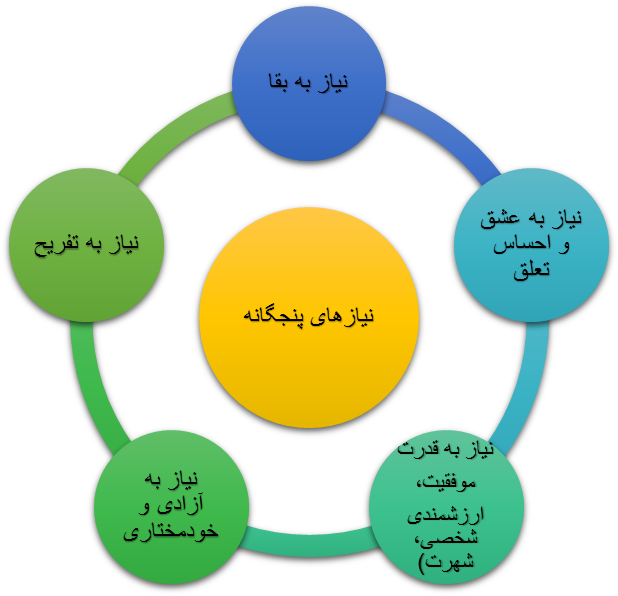 نیاز به بقا
نیاز به عشق
و احساس
تعلق
نیاز به قدرت
موفقیت،
ارزشمندی
شخصی،
شهرت)
نیاز به
آزادی و
خودمختاری
نیاز به تفریح
نیازهای پنجگانه